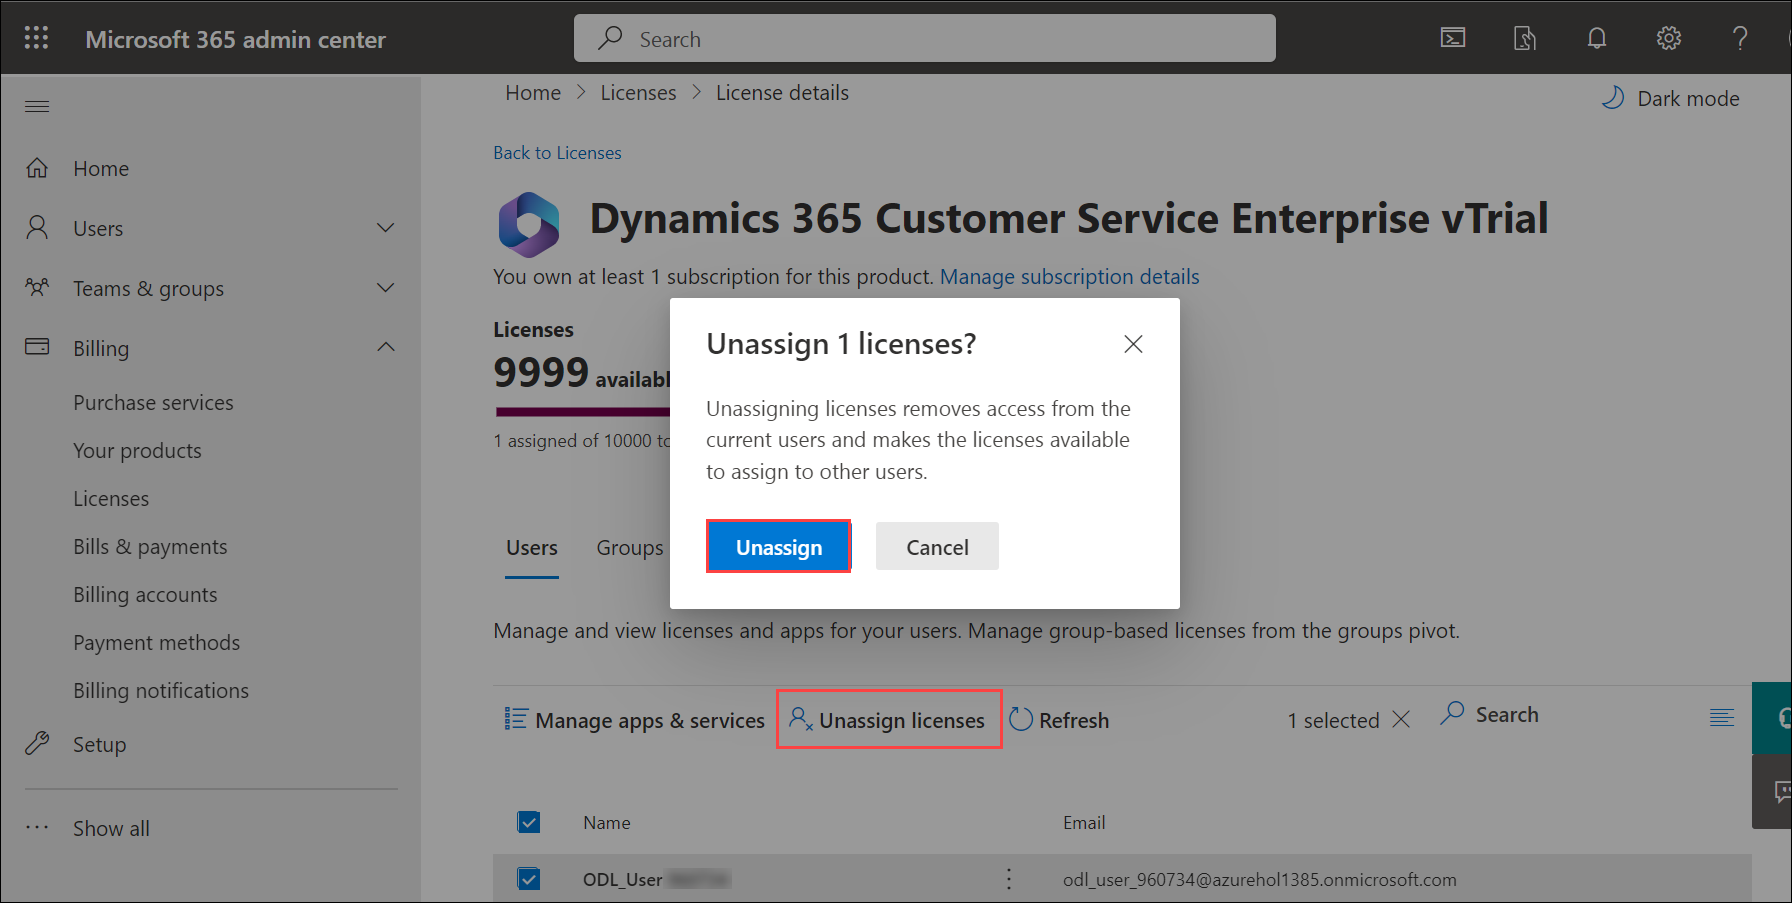 Microsoft 365 admin center
Search
Home > Licenses > License details
Dark mode
Home
Users
Teams & groups
Billing
Purchase services
Your products
Licenses
Bills & payments
Billing accounts
Payment methods
Billing notifications
Setup
Show all
Back to Licenses
Dynamics 365 Customer Service Enterprise vTrial
You own at least 1 subscription for this product. Manage subscription details
Licenses
9999
1 assigned of 10000
Unassign 1 licenses?
Unassigning licenses removes access from the
current users and makes the licenses available
to assign to other users.
Unassign Cancel
Users Groups
Manage and view licenses and apps for your users. Manage group-based licenses from the groups pivot.
Manage apps & services Unassign licenses Refresh 1 selected Search
Name Email
ODL_User odl_user_960734@azurehol1385.onmicrosoft.com